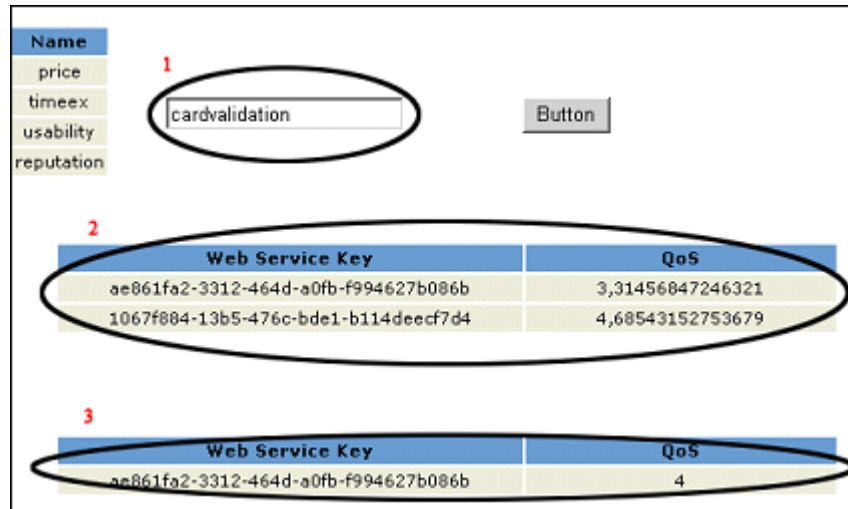 Name
price
timeex
usability
reputation
1
cardvalidation
Button
2
Web Service Key QoS
ae861fa2-3312-464d-a0fb-f994627b086b 3,31456847246321
1067f884-13b5-476c-bde1-b114deecf7d4 4,68543152753679
3
Web Service Key QoS
ae861fa2-3312-464d-a0fb-f994627b086b 4